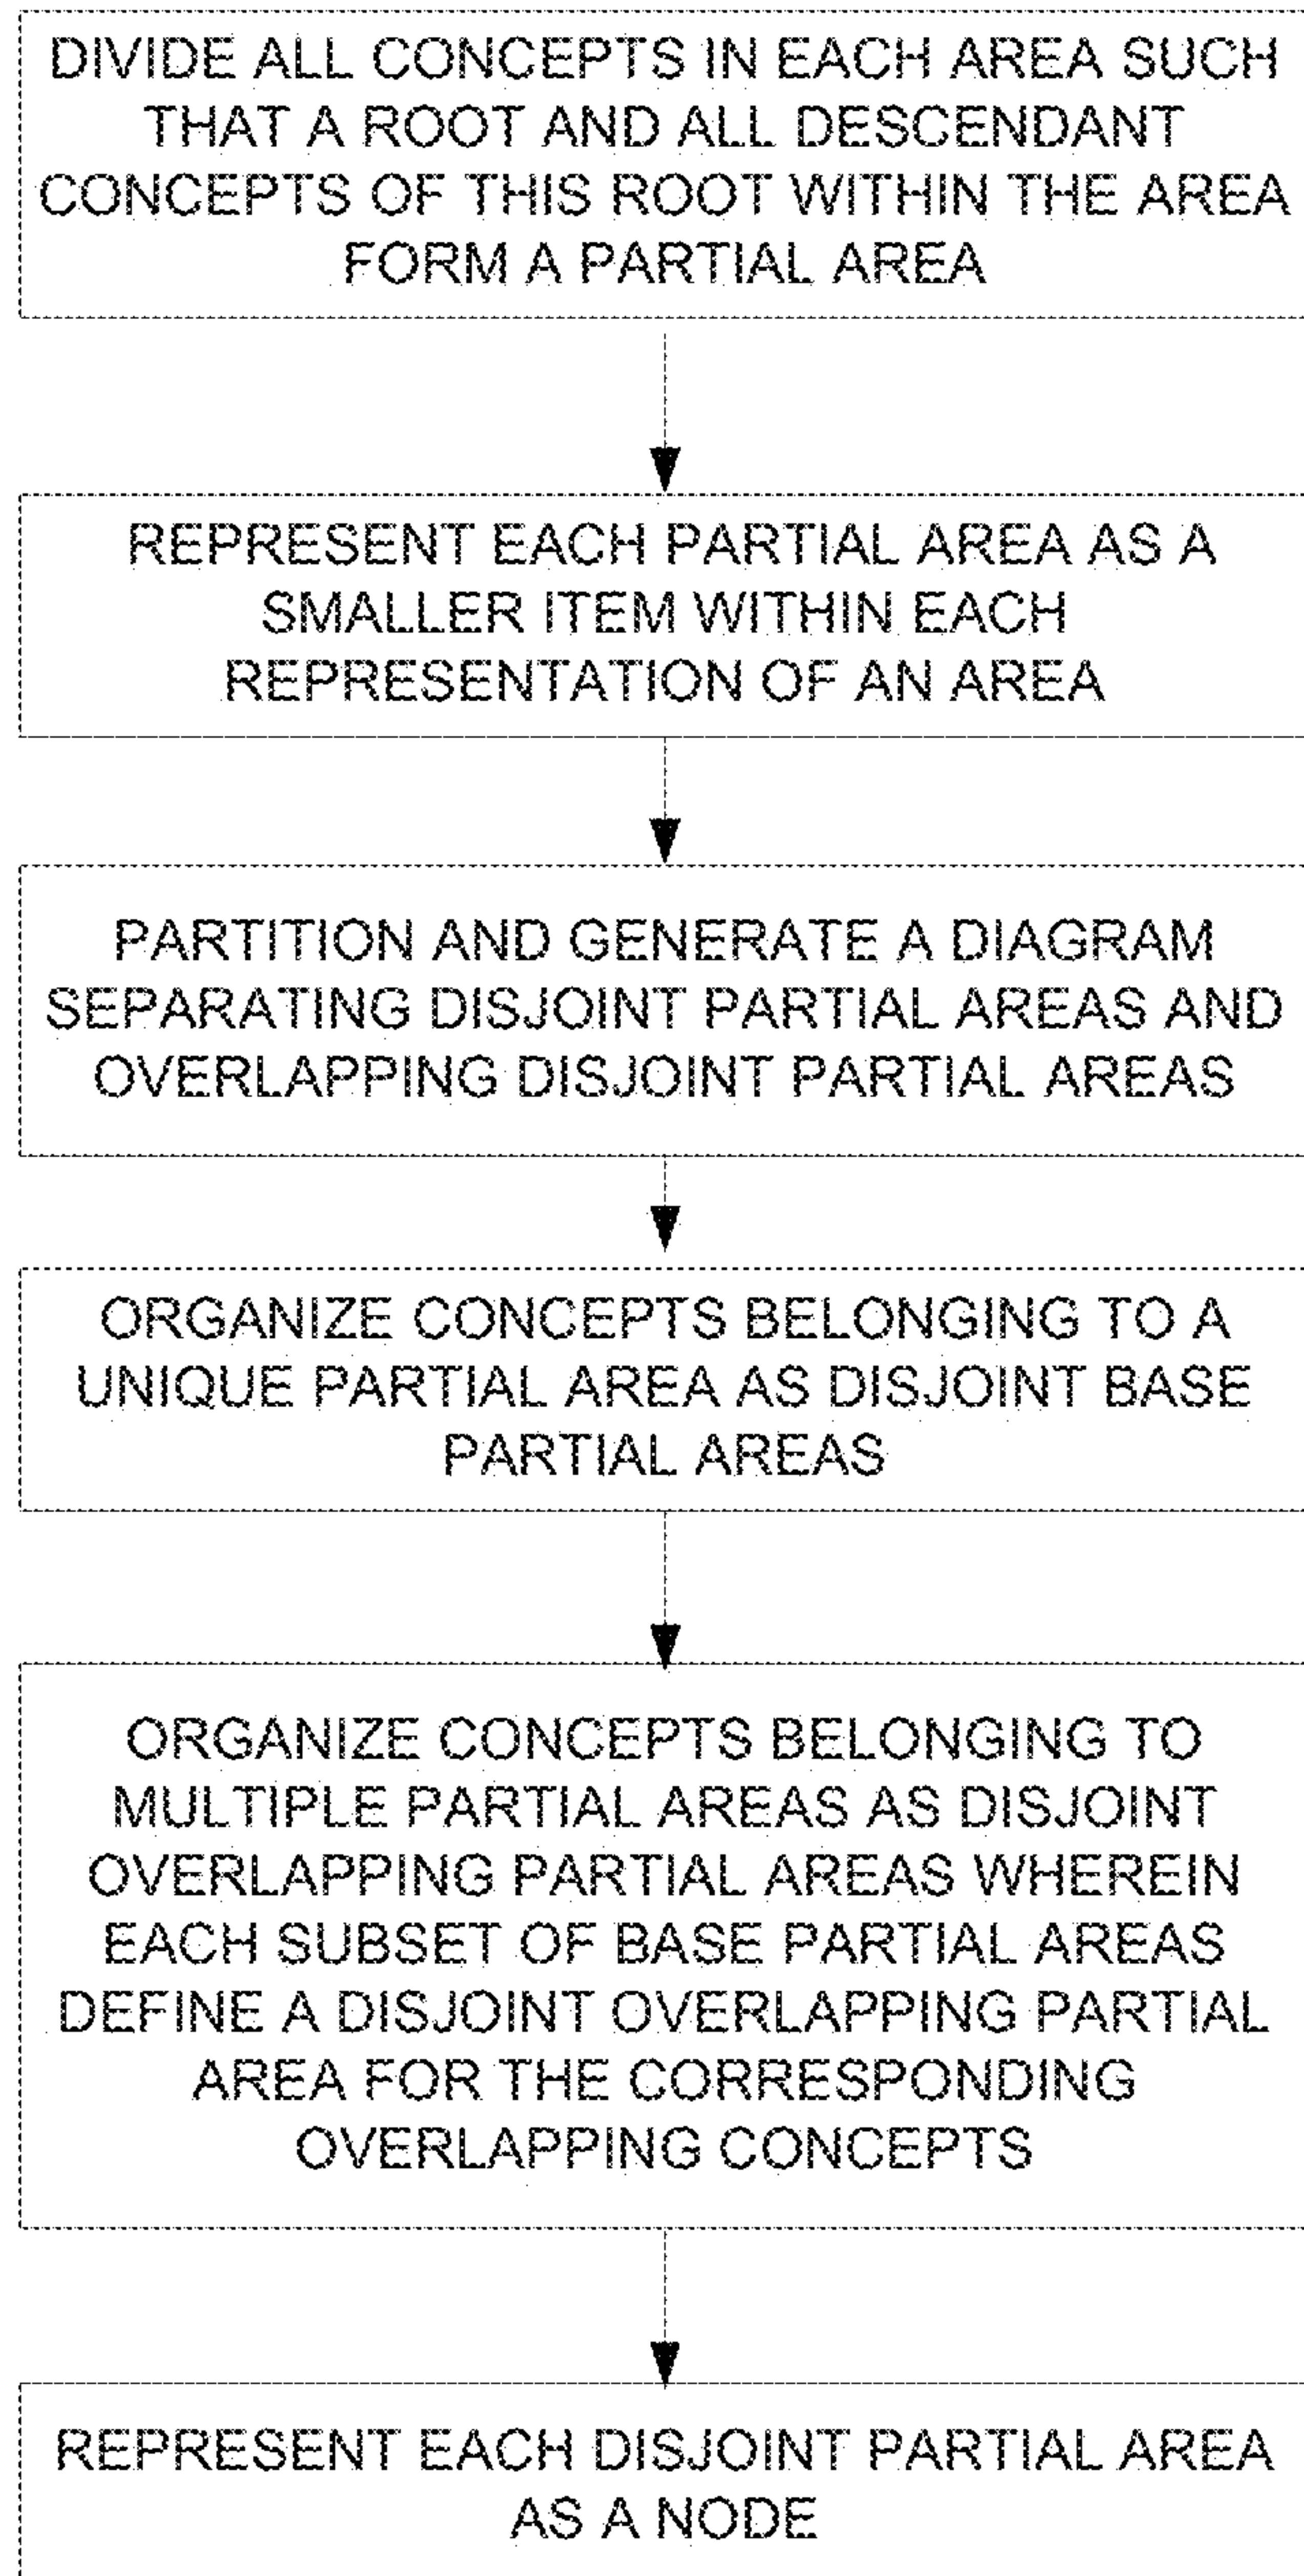 DIVIDE ALL CONCEPTS IN EACH AREA SUCH
THAT A ROOT AND ALL DESCENDANT
CONCEPTS OF THIS ROOT WITHIN THE AREA
FORM A PARTIAL AREA
REPRESENT EACH PARTIAL AREA AS A
SMALLER ITEM WITHIN EACH
REPRESENTATION OF AN AREA
PARTITION AND GENERATE A DIAGRAM
SEPARATING DISJOINT PARTIAL AREAS AND
OVERLAPPING DISJOINT PARTIAL AREAS
ORGANIZE CONCEPTS BELONGING TO A
UNIQUE PARTIAL AREA AS DISJOINT BASE
PARTIAL AREAS
ORGANIZE CONCEPTS BELONGING TO
MULTIPLE PARTIAL AREAS AS DISJOINT
OVERLAPPING PARTIAL AREAS WHEREIN
EACH SUBSET OF BASE PARTIAL AREAS
DEFINE A DISJOINT OVERLAPPING PARTIAL
AREA FOR THE CORRESPONDING
OVERLAPPING CONCEPTS
REPRESENT EACH DISJOINT PARTIAL AREA
AS A NODE